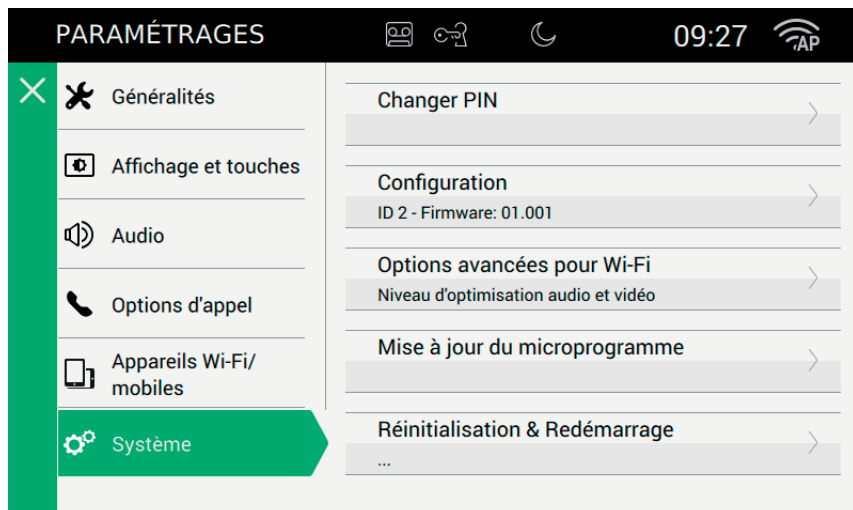 PARAMÉTRAGES
09:27
AP
Généralités
Affichage et touches
Audio
Options d'appel
Appareils Wi-Fi/
mobiles
Système
Changer PIN
Configuration
ID 2 - Firmware: 01.001
Options avancées pour Wi-Fi
Niveau d'optimisation audio et vidéo
Mise à jour du microprogramme
Réinitialisation & Redémarrage
...